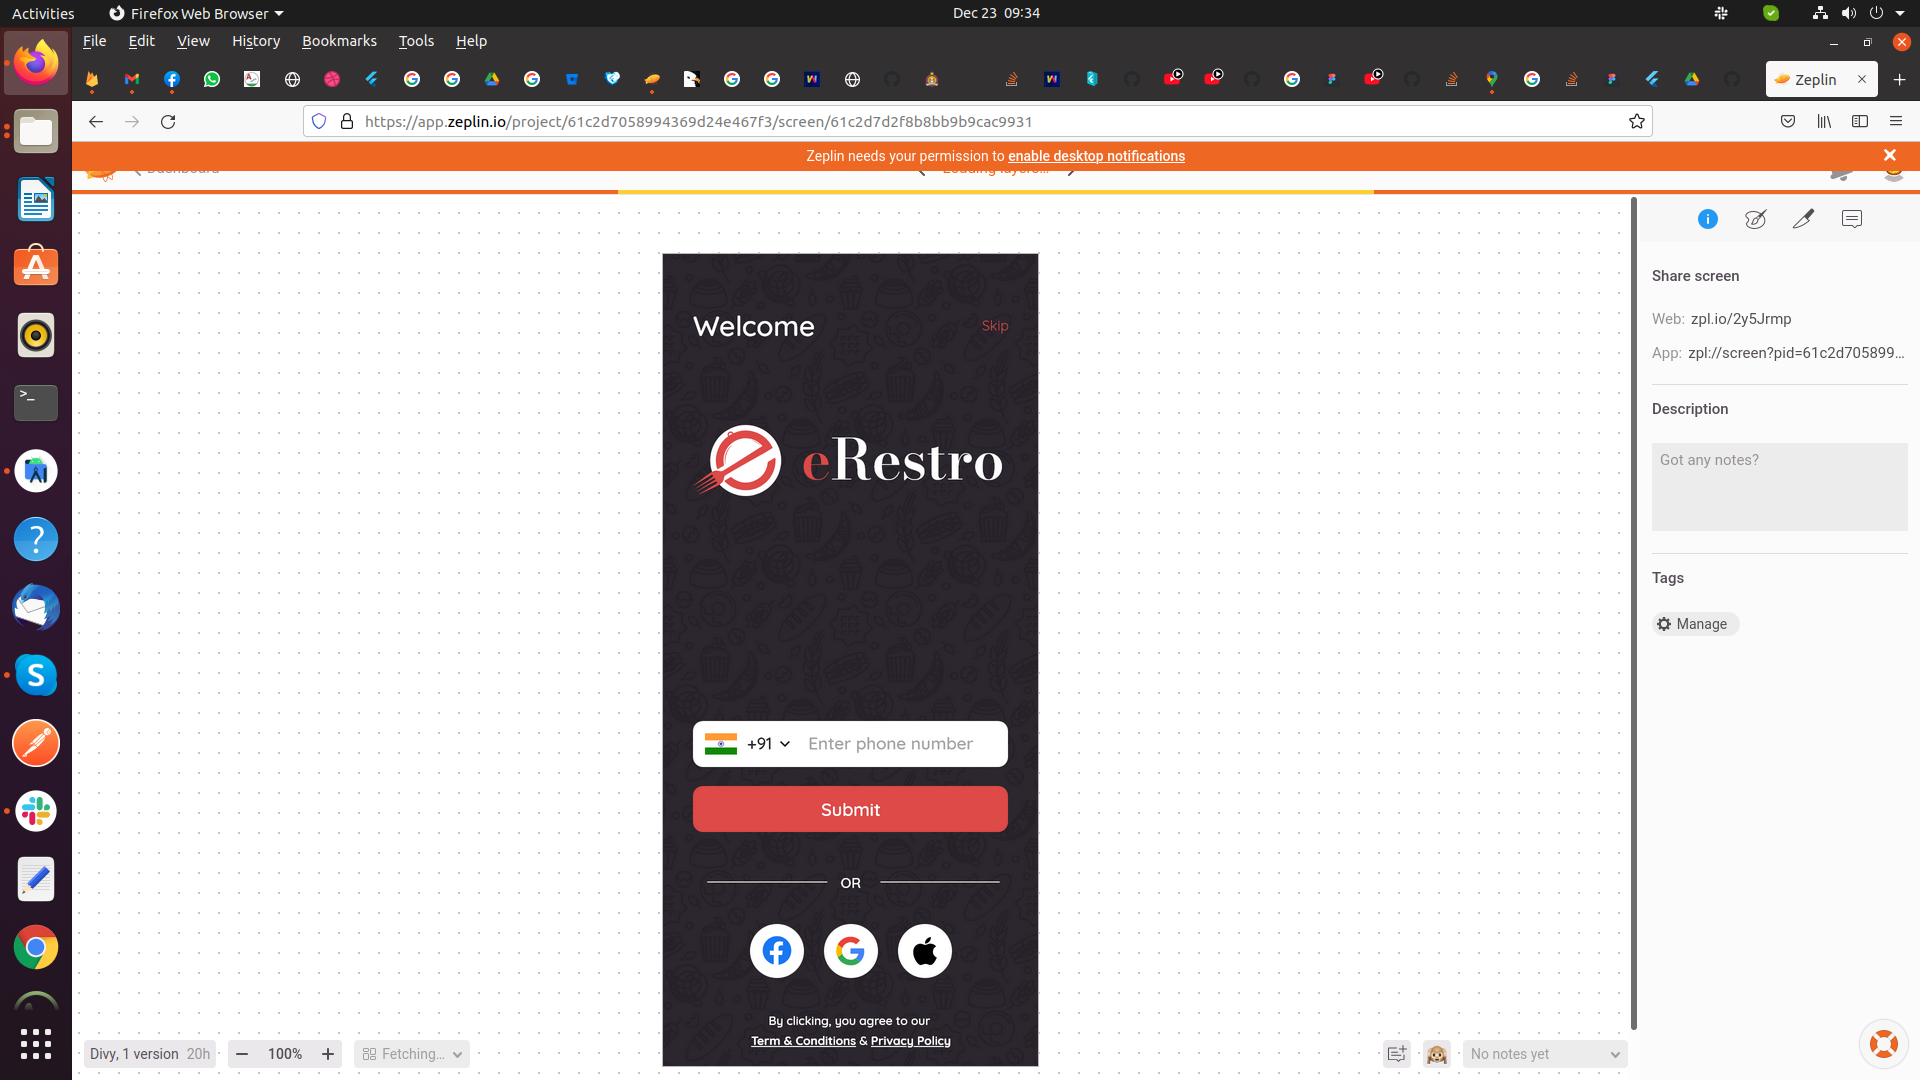 Activities
Firefox Web Browser
Dec 23 09:34
File Edit View History Bookmarks Tools Help
Zeplin
https://app.zeplin.io/project/61c2d7058994369d24e467f3/screen/61c2d7d2f8b8bb9b9cac9931
Zeplin needs your permission to enable desktop notifications
Dashboard
Loading layers...
Share screen
Web: zpl.io/2y5Jrmp
App: zpl://screen?pid=61c2d705899...
Description
Got any notes?
Tags
Manage
Welcome
Skip
eRestro
+91 Enter phone number
Submit
OR
By clicking, you agree to our
Term & Conditions & Privacy Policy
Divy, 1 version 20h
100%
Fetching...
No notes yet